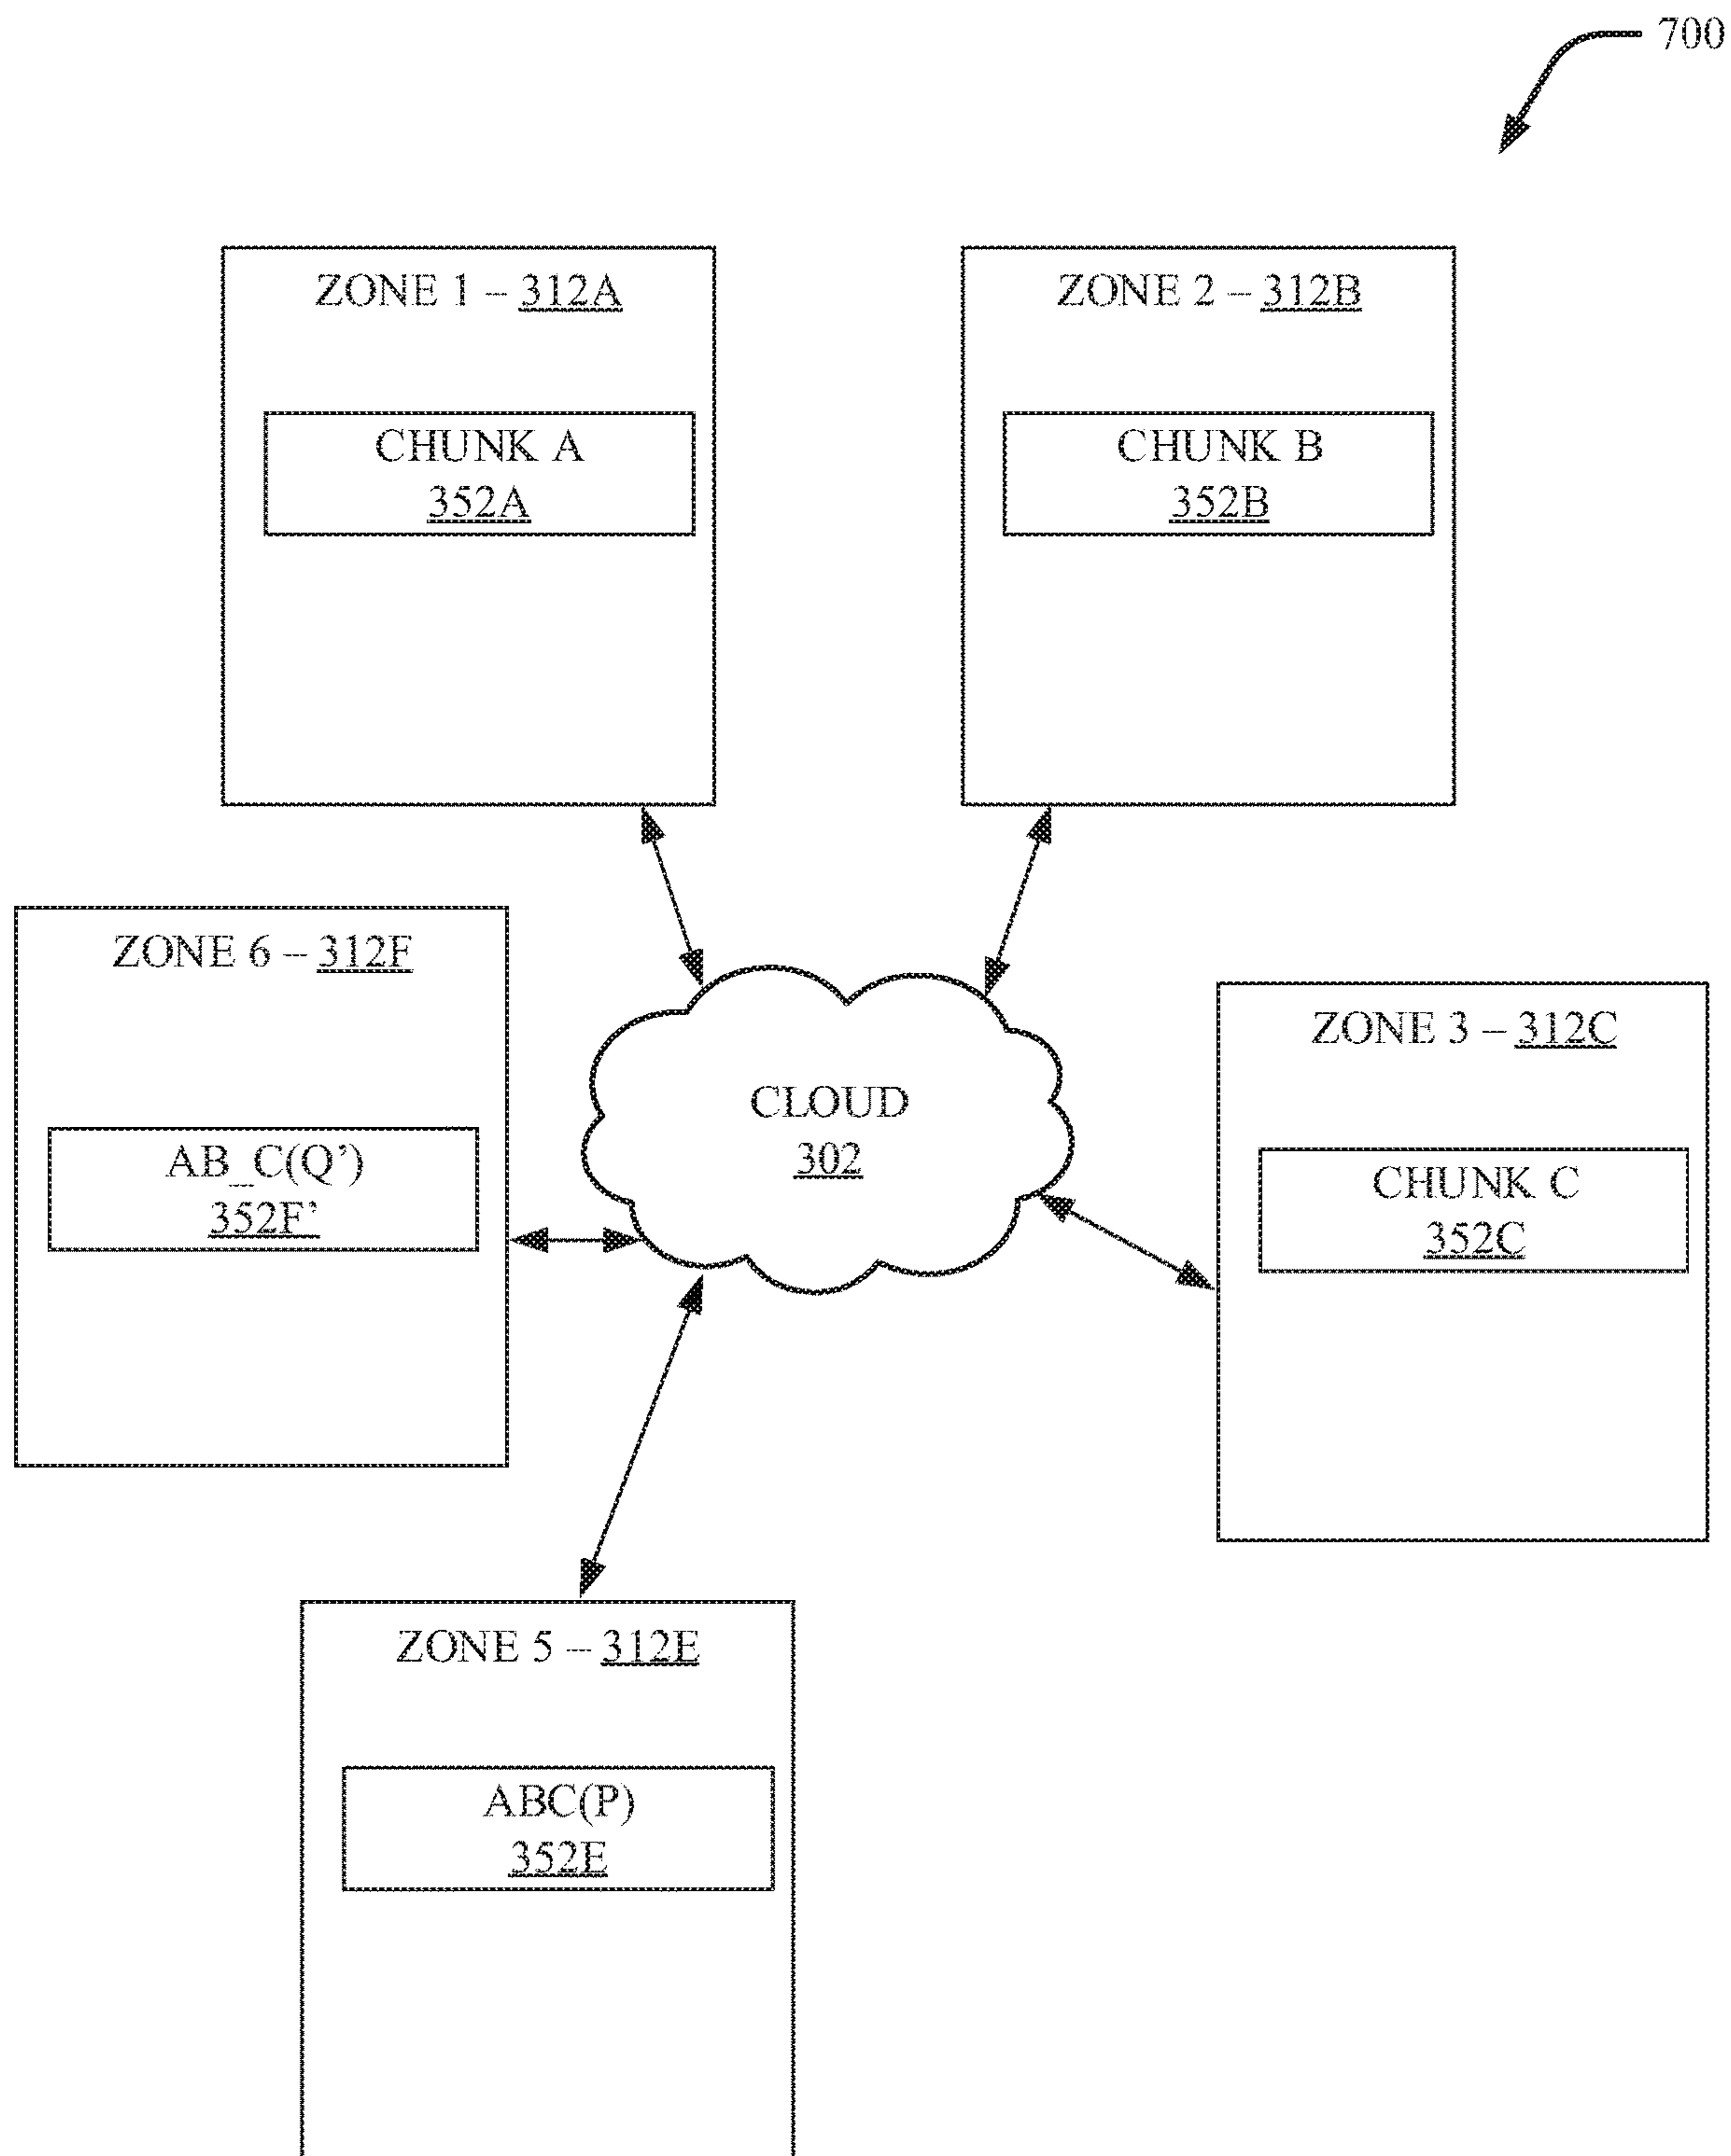 700
ZONE 1 – 312A
CHUNK A
352A
ZONE 2 – 312B
CHUNK B
352B
ZONE 6 – 312F
AB_C(Q’)
352F’
CLOUD
302
ZONE 3 – 312C
CHUNK C
352C
ZONE 5 – 312E
ABC(P)
352E